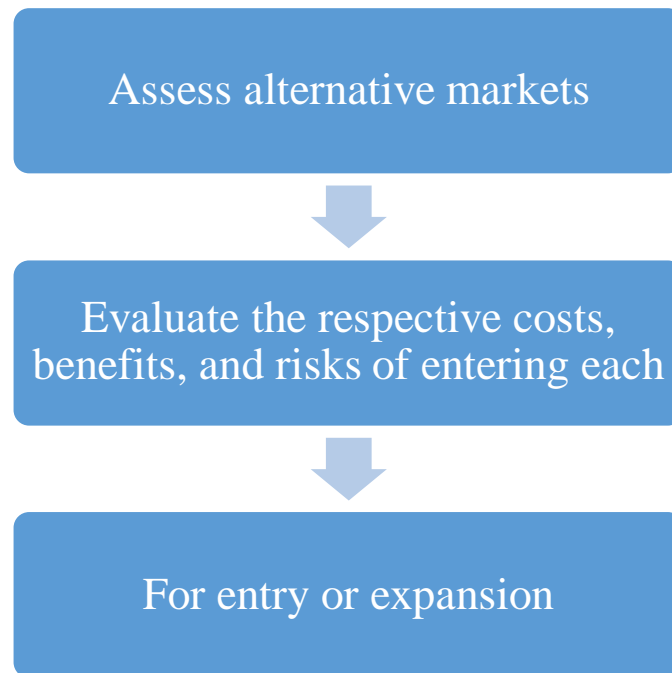 Assess alternative markets
Evaluate the respective costs,
benefits, and risks of entering each
For entry or expansion